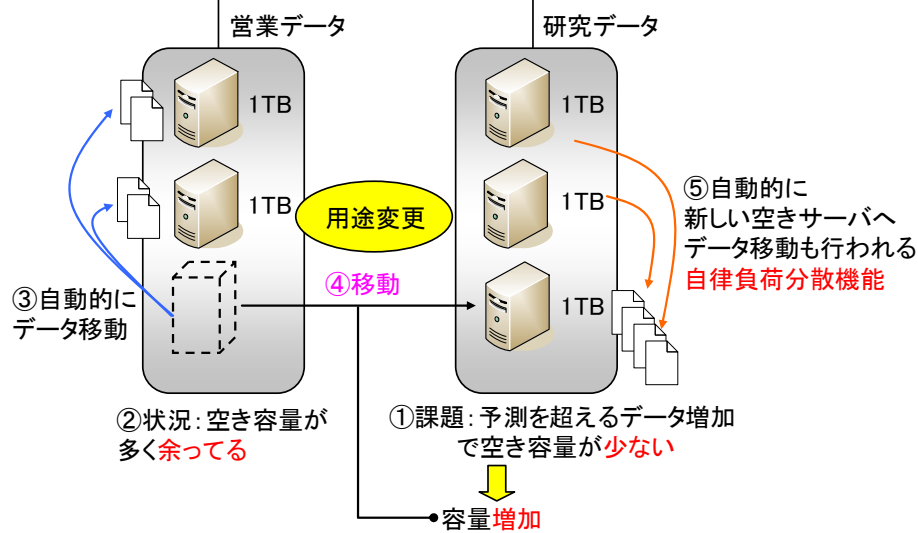 営業データ
研究データ
1TB
1TB
1TB
1TB
1TB
用途変更
④移動
③自動的に
データ移動
⑤自動的に
新しい空きサーバへ
データ移動も行われる
自律負荷分散機能
②状況：空き容量が
多く余ってる
①課題：予測を超えるデータ増加
で空き容量が少ない
容量増加